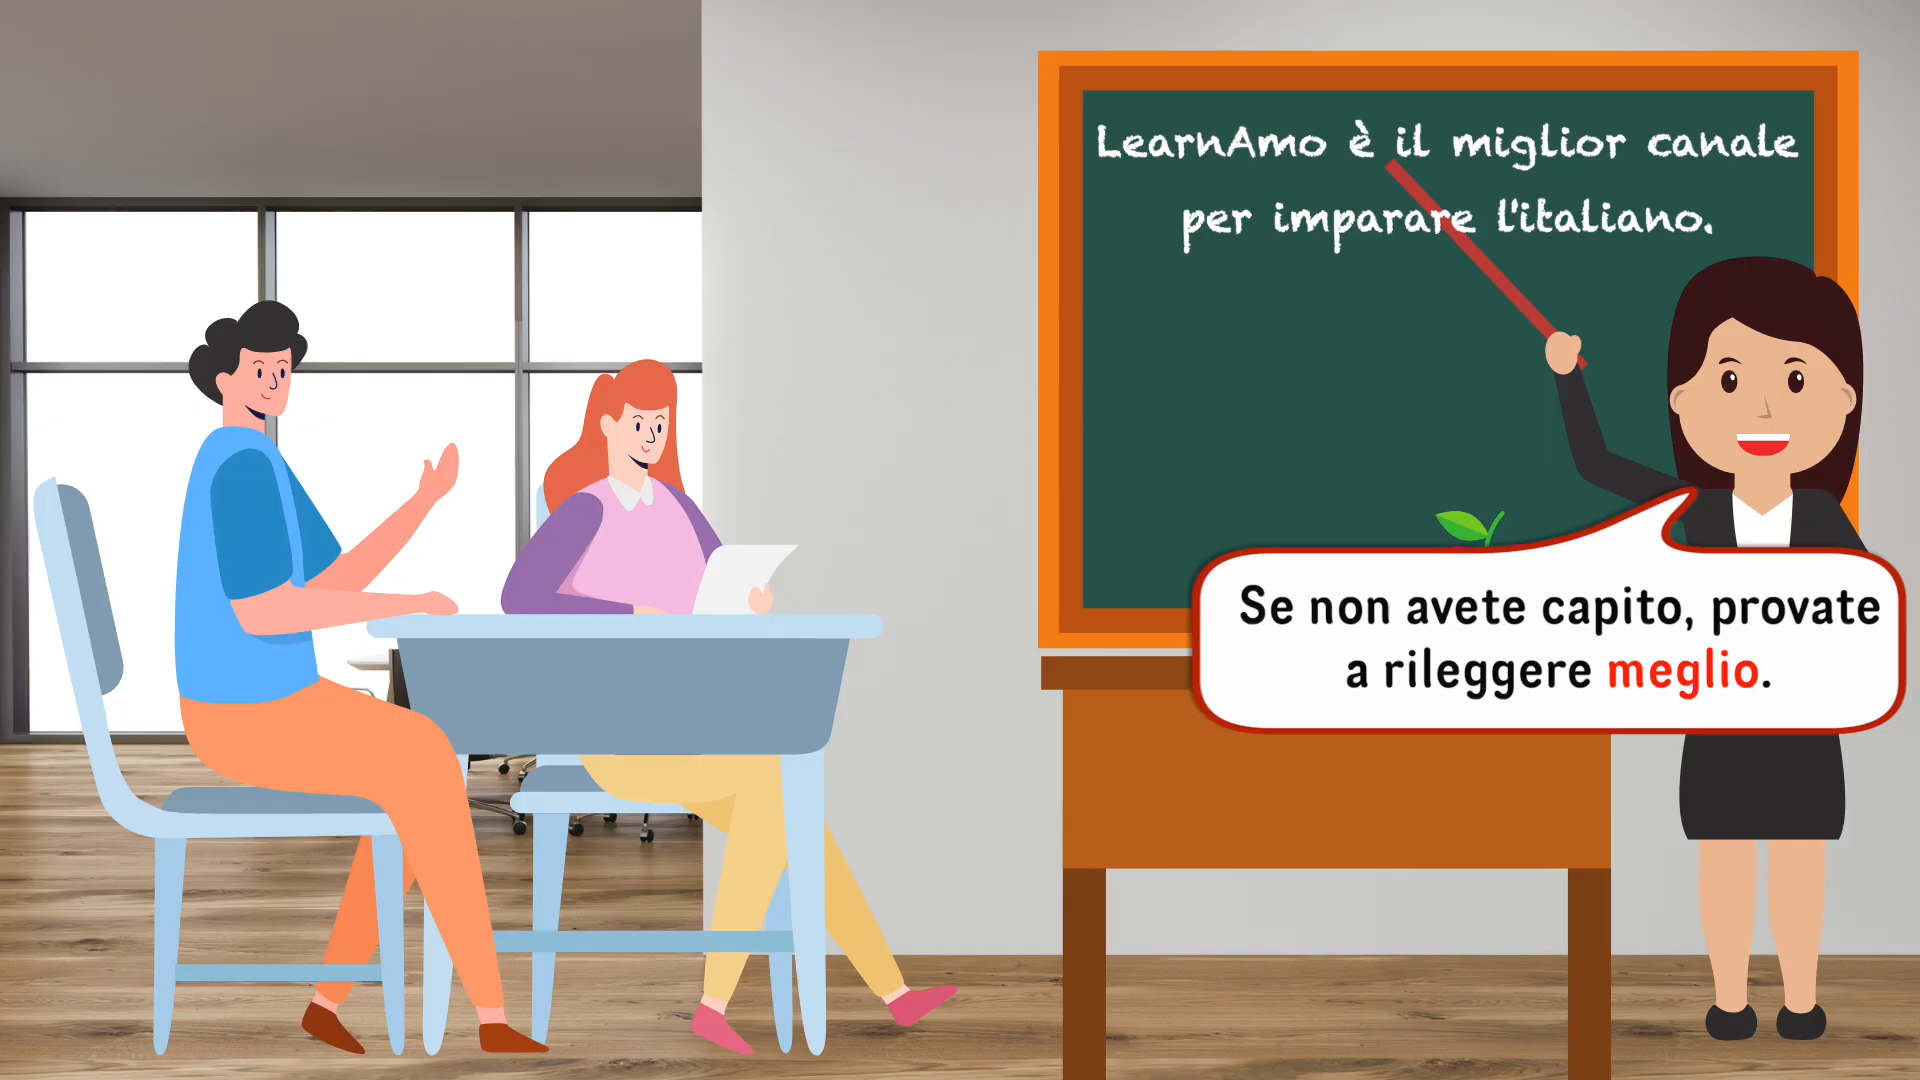 LearnAmo è il miglior canale
per imparare l'italiano.
Se non avete capito, provate
a rileggere meglio.